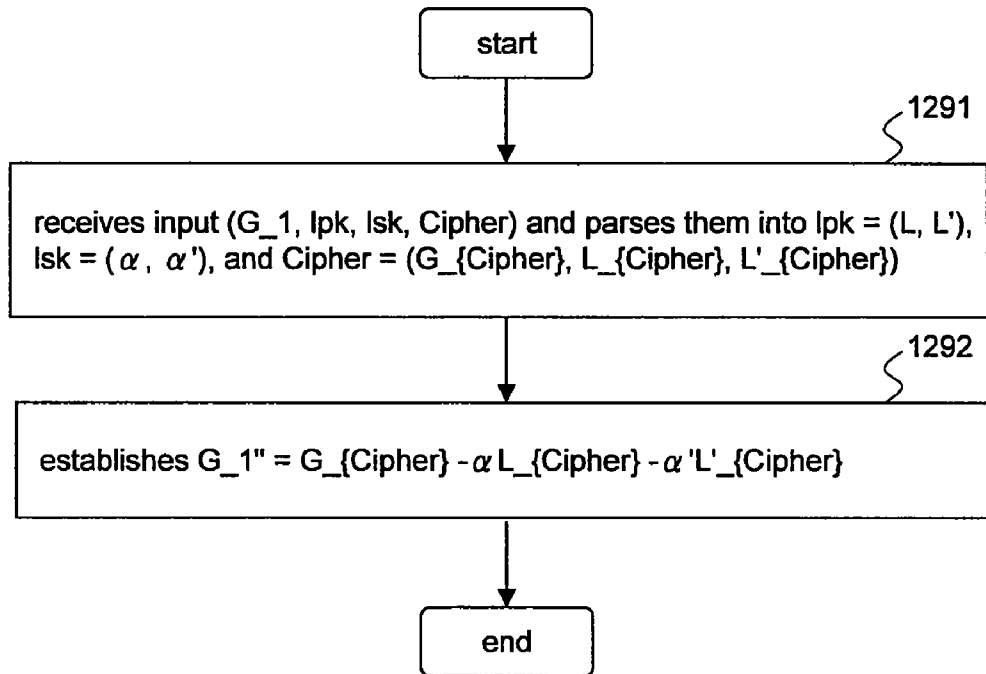 start
1291
receives input (G_1, lpk, lsk, Cipher) and parses them into lpk = (L, L'),
lsk = (α, α'), and Cipher = (G_{Cipher}, L_{Cipher}, L'_{Cipher})
1292
establishes G_1" = G_{Cipher} - α L_{Cipher} - α 'L'_{Cipher}
end